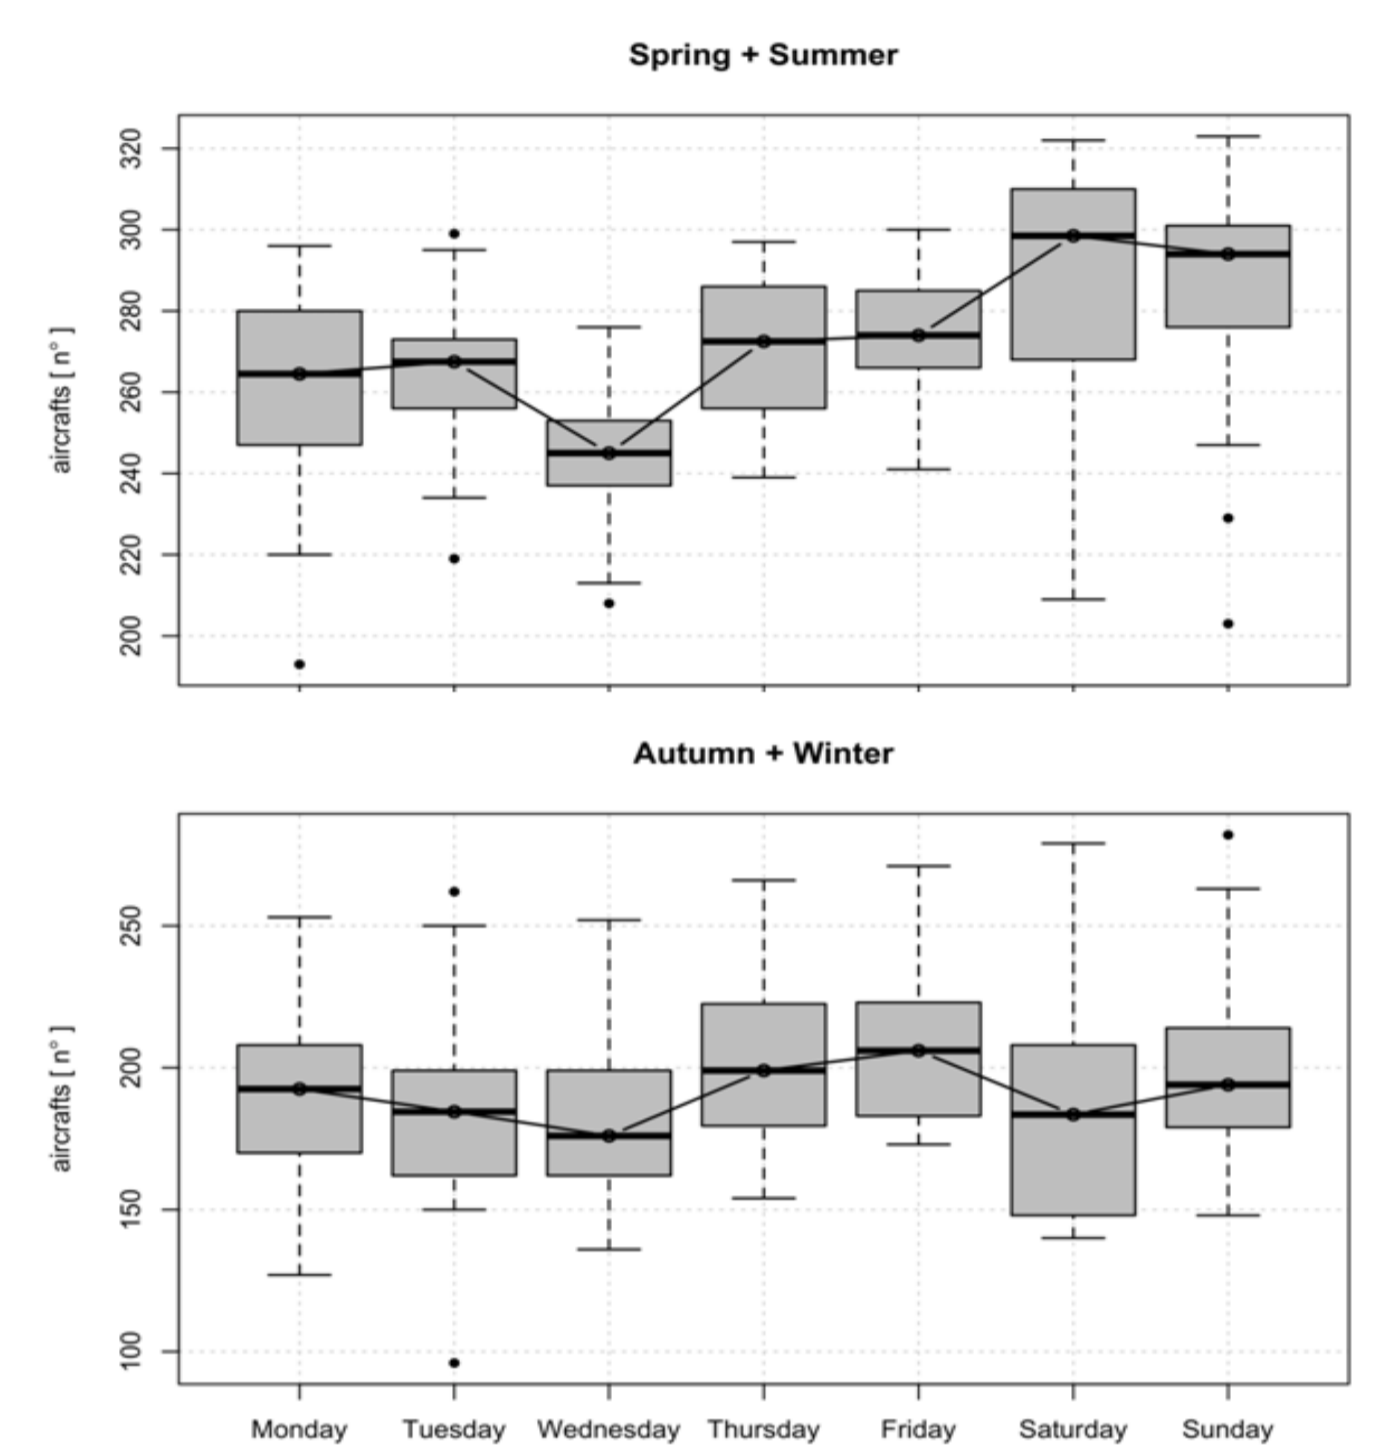 Spring + Summer
aircrafts [ n° ]
320
300
280
260
240
220
200
Autumn + Winter
aircrafts [ n° ]
250
200
150
100
Monday Tuesday Wednesday Thursday Friday Saturday Sunday